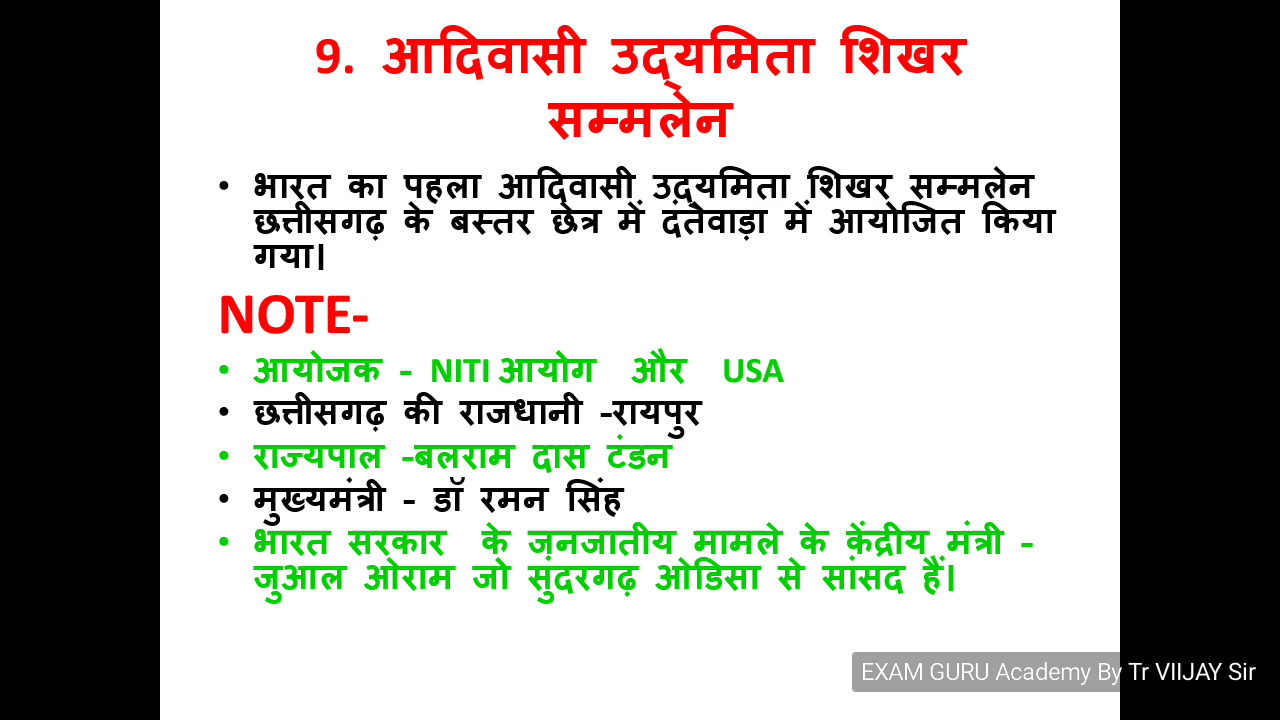 9. आदिवासी उद्यमिता शिखर
सम्मलेन
• भारत का पहला आदिवासी उद्यमिता शिखर सम्मलेन
छत्तीसगढ़ के बस्तर छेत्र में दंतेवाड़ा में आयोजित किया
गया।
NOTE-
• आयोजक - NITI आयोग और USA
• छत्तीसगढ़ की राजधानी -रायपुर
• राज्यपाल -बलराम दास टंडन
• मुख्यमंत्री - डॉ रमन सिंह
• भारत सरकार के ज़नजातीय मामले के केंद्रीय मंत्री -
जुआल ओराम जो सुंदरगढ़ ओडिसा से सांसद हैं।
EXAM GURU Academy By Tr VIIJAY Sir